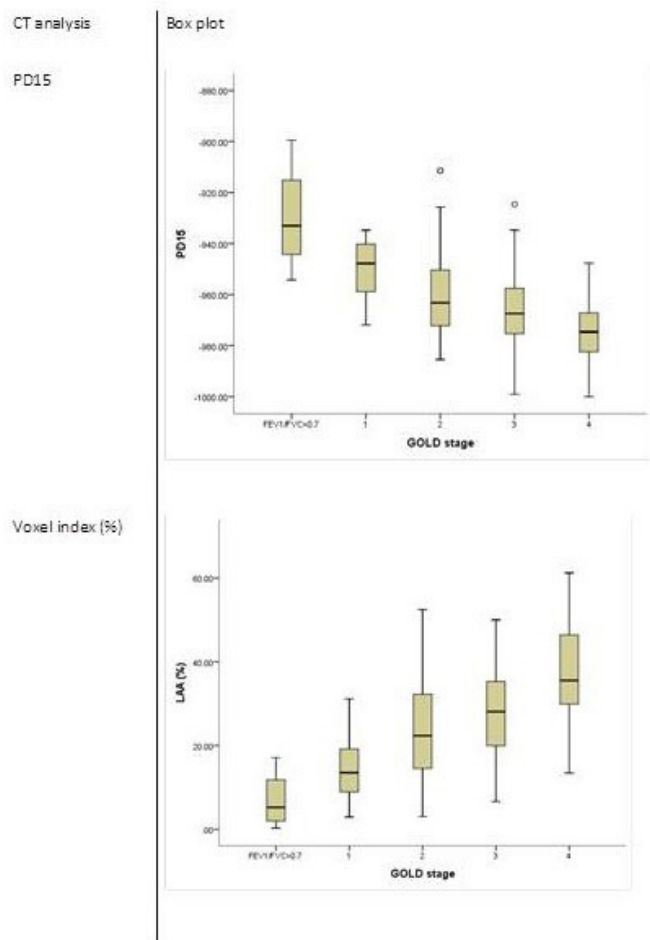 CT analysis
Box plot
PD15
-880.00
-900.00
-920.00
-940.00
-960.00
-980.00
-1000.00
PD15
FEV1/FVC>0.7
1
2
3
4
GOLD stage
Voxel index (%)
60.00
40.00
20.00
.00
LAA (%)
FEV1/FVC>0.7
1
2
3
4
GOLD stage